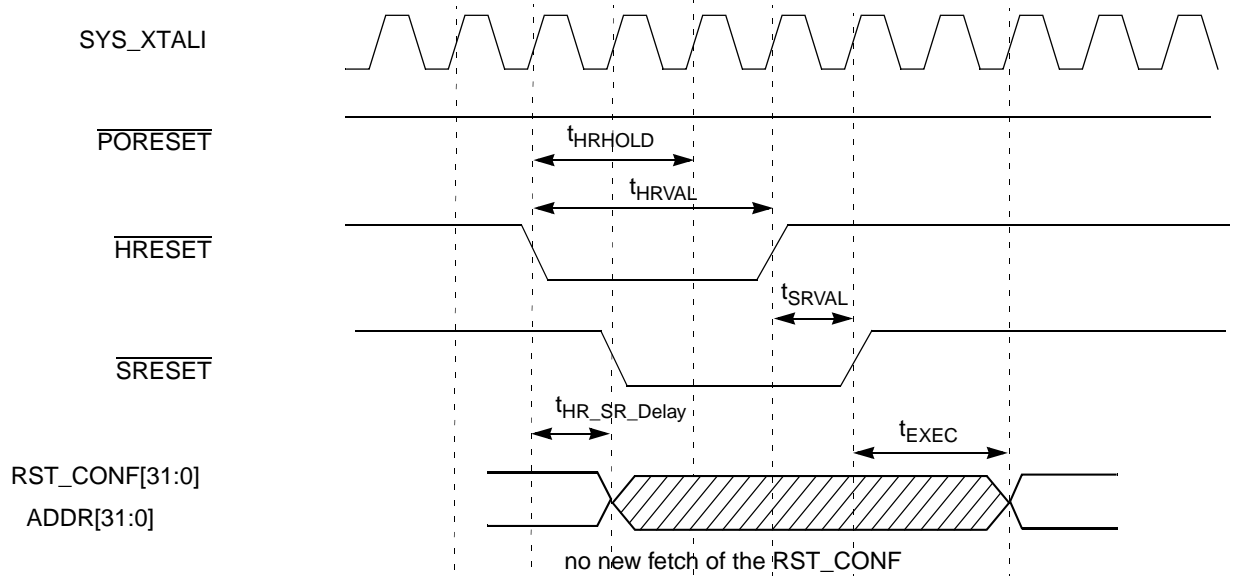 SYS_XTALI
PORESET
tHRHOLD
tHRVAL
HRESET
tSRVAL
SRESET
tHR_SR_Delay
tEXEC
RST_CONF[31:0]
ADDR[31:0]
no new fetch of the RST_CONF